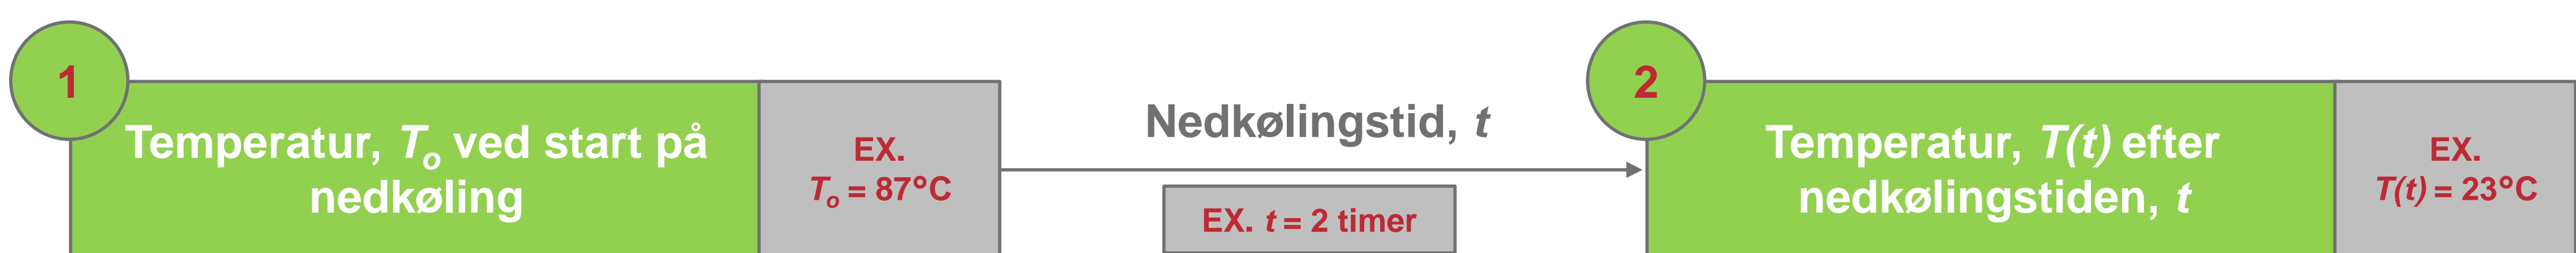 1
Temperatur, To ved start på
nedkøling
EX.
To = 87°C
Nedkølingstid, t
EX. t = 2 timer
2
Temperatur, T(t) efter
nedkølingstiden, t
EX.
T(t) = 23°C